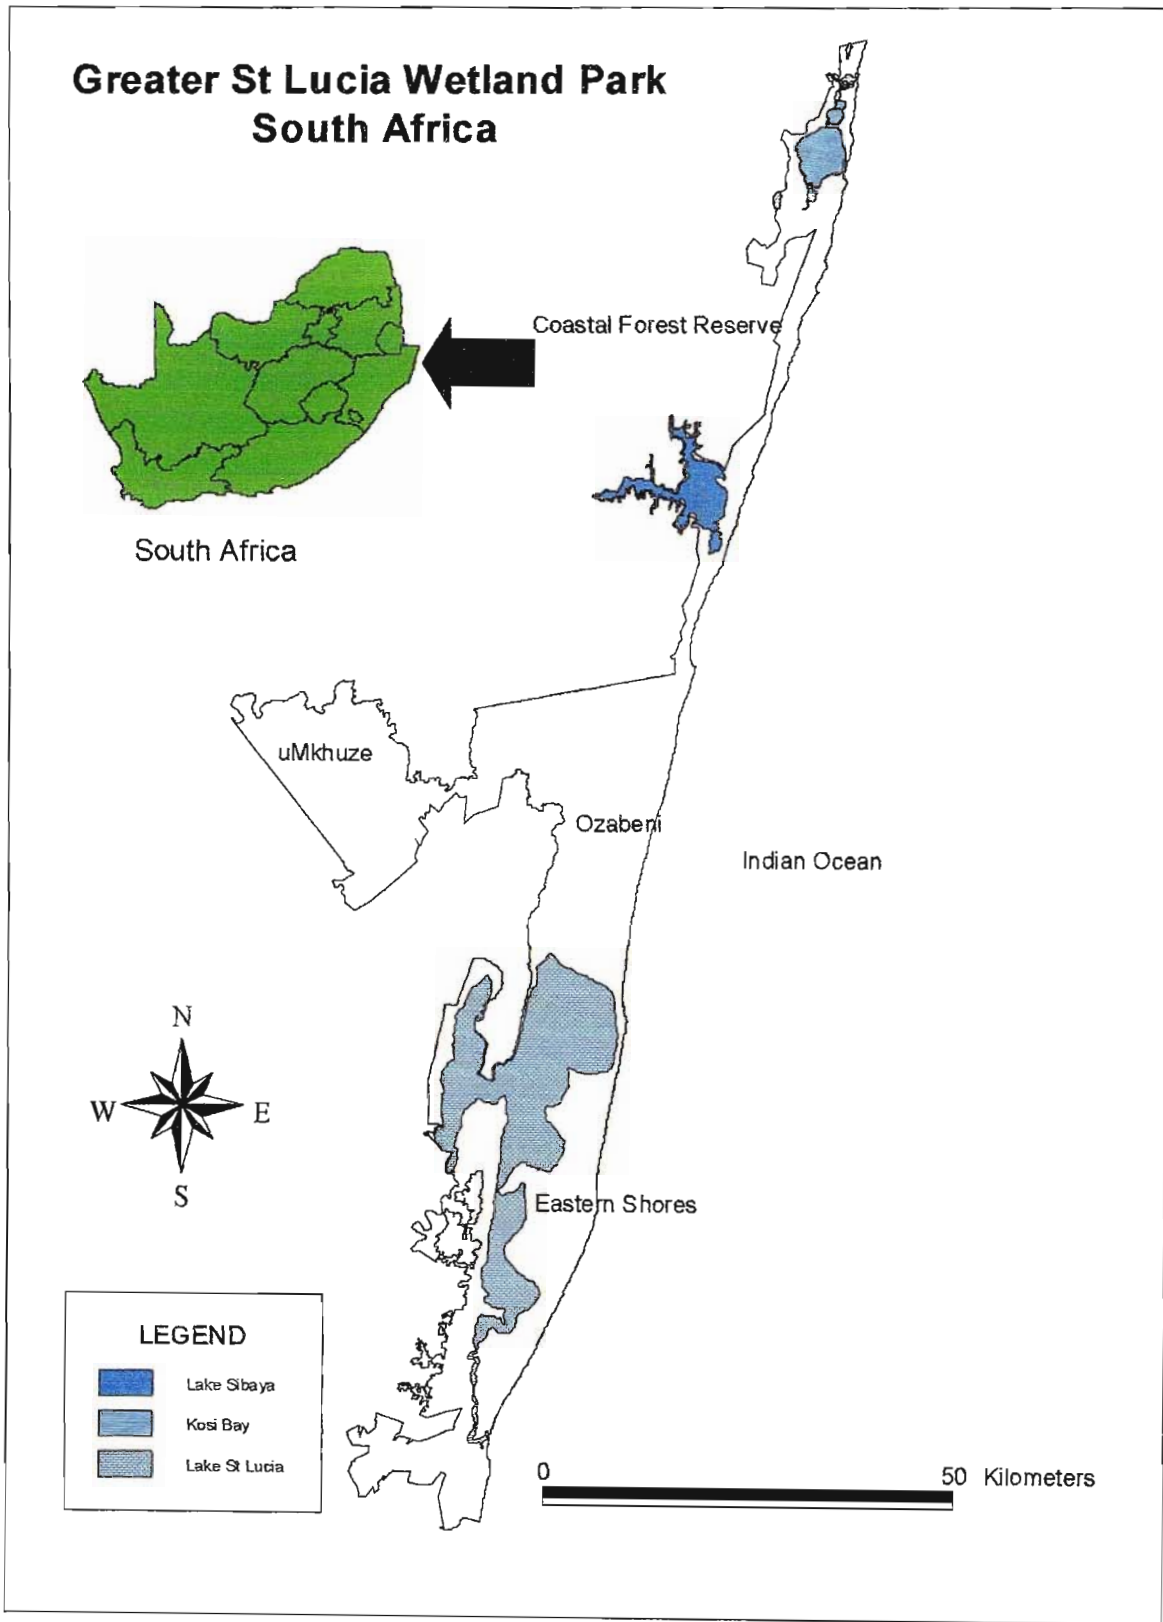 Greater St Lucia Wetland Park
South Africa
Coastal Forest Reserve
South Africa
uMkhuze
Ozabeni
Indian Ocean
N
W
E
S
Eastern Shores
LEGEND
Lake Sibaya
Kosi Bay
Lake St Lucia
0
50 Kilometers